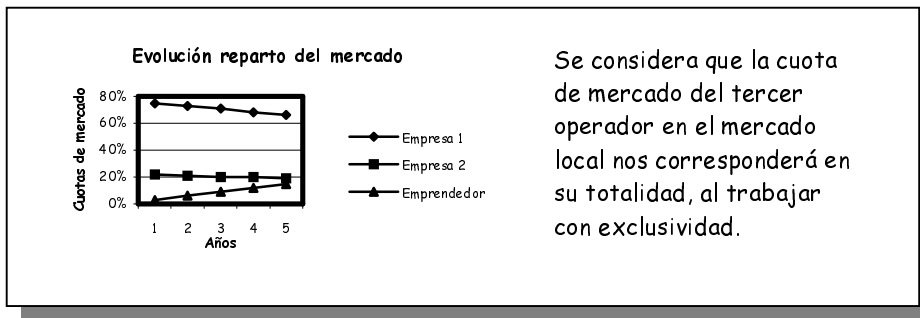 Evolución reparto del mercado
Cuotas de mercado
80%
60%
40%
20%
0%
1 2 3 4 5
Años
Empresa 1
Empresa 2
Emprendedor
Se considera que la cuota
de mercado del tercer
operador en el mercado
local nos corresponderá en
su totalidad, al trabajar
con exclusividad.